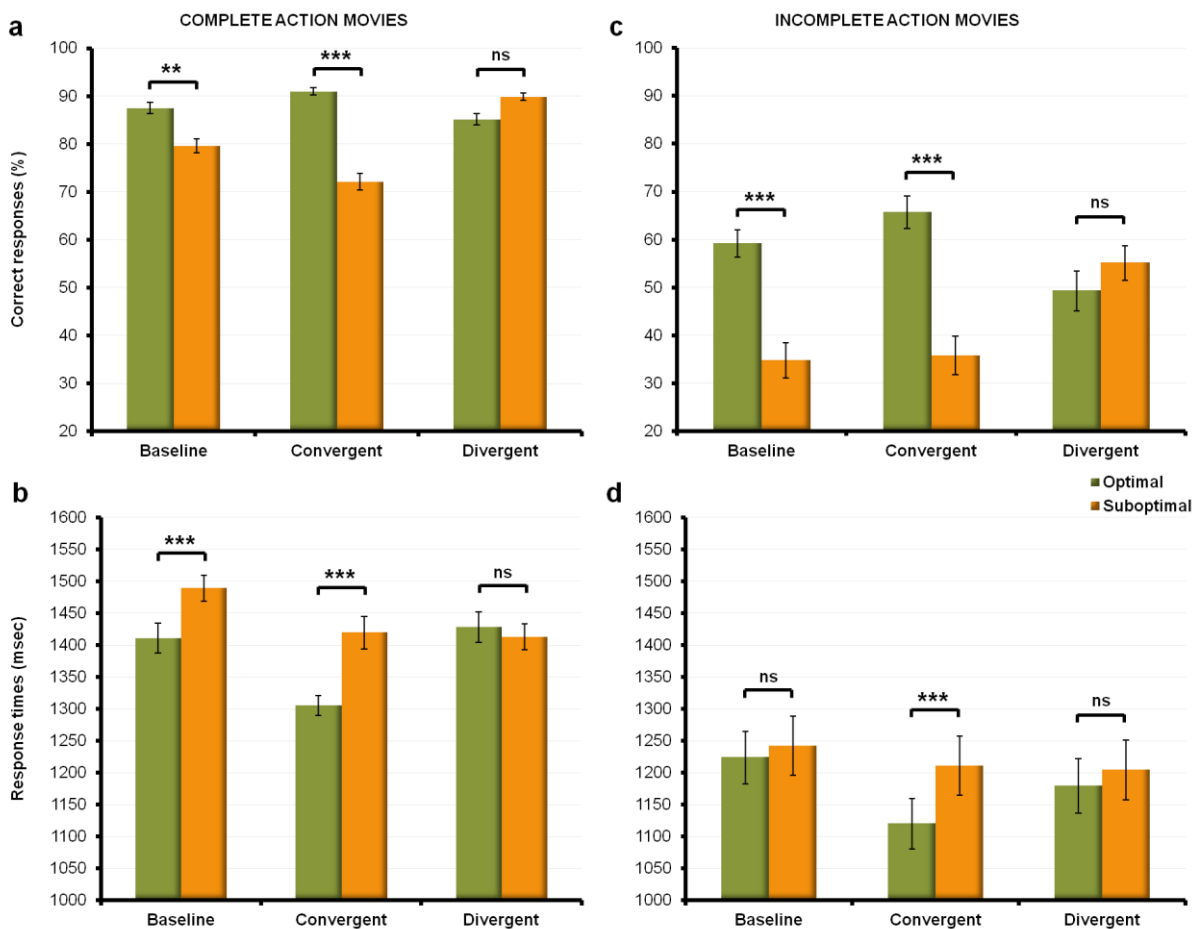 COMPLETE ACTION MOVIES
a
Correct responses (%)
100
90
80
70
60
50
40
30
20
**
***
ns
Baseline Convergent Divergent
INCOMPLETE ACTION MOVIES
c
100
90
80
70
60
50
40
30
20
***
***
ns
Baseline Convergent Divergent
Optimal
Suboptimal
b
Response times (msec)
1600
1550
1500
1450
1400
1350
1300
1250
1200
1150
1100
1050
1000
***
***
ns
Baseline Convergent Divergent
d
1600
1550
1500
1450
1400
1350
1300
1250
1200
1150
1100
1050
1000
ns
***
ns
Baseline Convergent Divergent